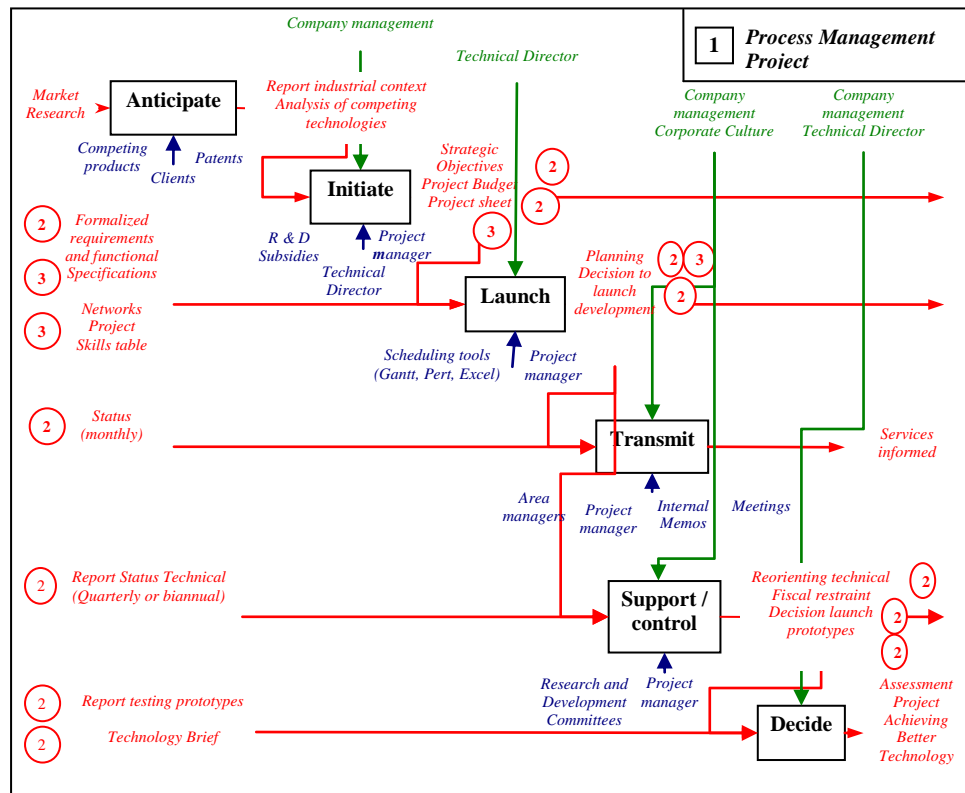 Company management
1
Process Management
Project
Technical Director
Market
Research
Anticipate
Report industrial context
Analysis of competing
technologies
Company
management
Corporate Culture
Company
management
Technical Director
Competing
products
Patents
Clients
Initiate
Strategic
Objectives
Project Budget
Project sheet
2
2
3
2
Formalized
requirements
and functional
Specifications
3
R & D
Subsidies
Project
manager
Technical
Director
Launch
Planning
Decision to
launch
development
2
3
2
3
Networks
Project
Skills table
Scheduling tools
(Gantt, Pert, Excel)
Project
manager
2
Status
(monthly)
Transmit
Services
informed
Area
managers
Project
manager
Internal
Memos
Meetings
2
Report Status Technical
(Quarterly or biannual)
Support /
control
Reorienting technical
Fiscal restraint
Decision launch
prototypes
2
2
2
Research and
Development
Committees
Project
manager
2
Report testing prototypes
2
Technology Brief
Decide
Assessment
Project
Achieving
Better
Technology